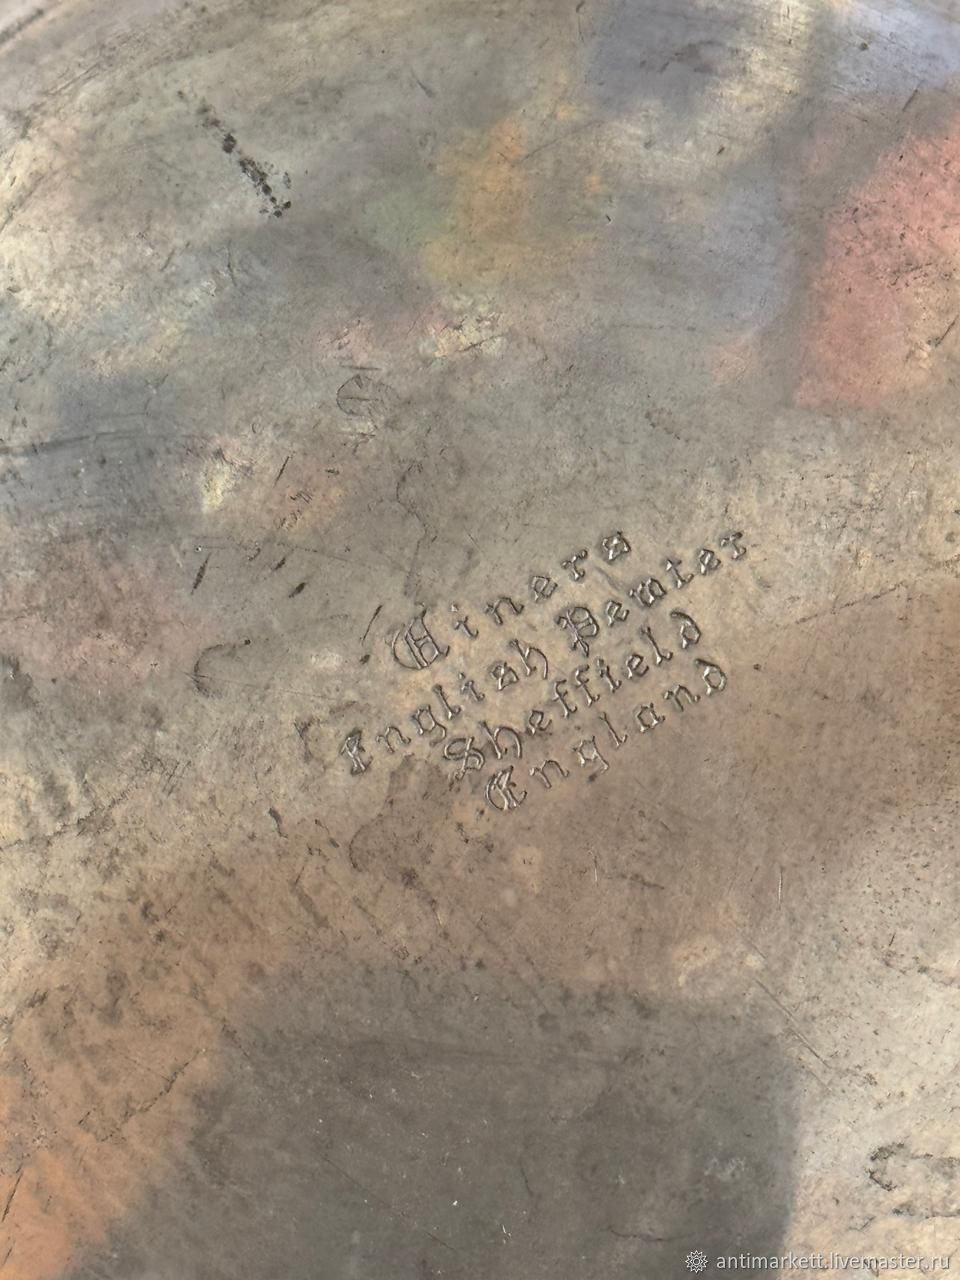 Viners
English Pewter
Sheffield
England
antimarkett.livemaster.ru